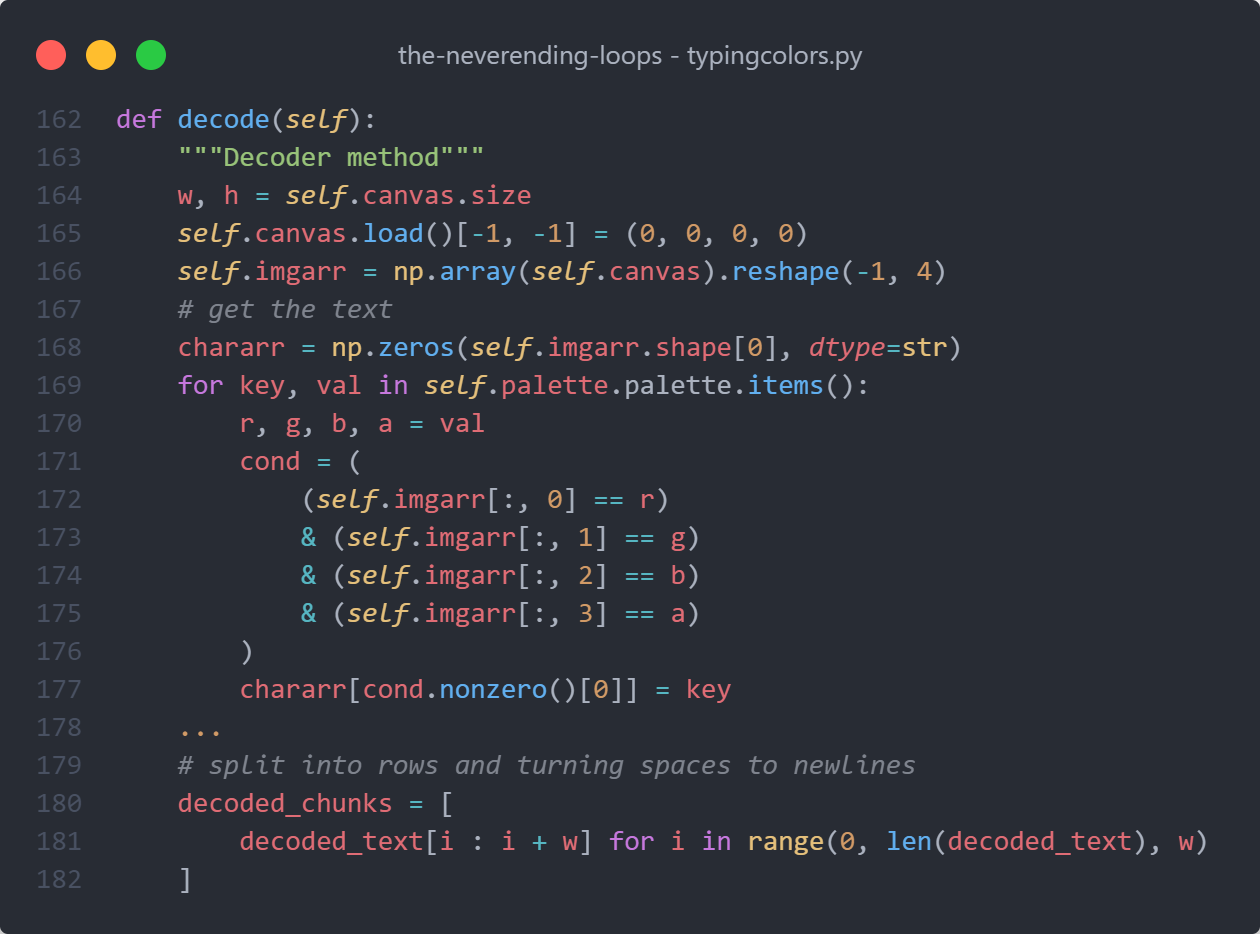 the-neverending-loops - typingcolors.py
162 def decode(self):
163     """Decoder method"""
164     w, h = self.canvas.size
165     self.canvas.load()[-1, -1] = (0, 0, 0, 0)
166     self.imgarr = np.array(self.canvas).reshape(-1, 4)
167     # get the text
168     chararr = np.zeros(self.imgarr.shape[0], dtype=str)
169     for key, val in self.palette.palette.items():
170         r, g, b, a = val
171         cond = (
172             (self.imgarr[:, 0] == r)
173             & (self.imgarr[:, 1] == g)
174             & (self.imgarr[:, 2] == b)
175             & (self.imgarr[:, 3] == a)
176         )
177         chararr[cond.nonzero()[0]] = key
178     ...
179     # split into rows and turning spaces to newlines
180     decoded_chunks = [
181         decoded_text[i : i + w] for i in range(0, len(decoded_text), w)
182     ]